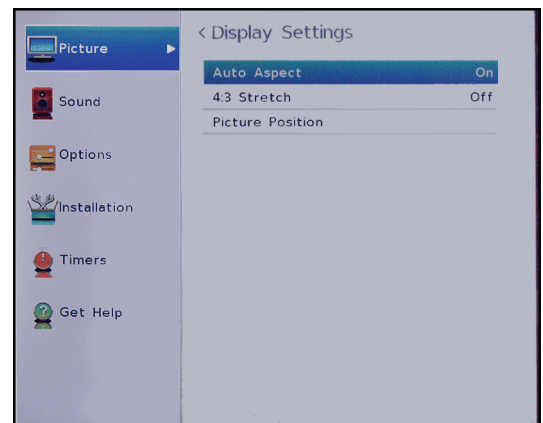 Picture
Sound
Options
Installation
Timers
Get Help
< Display Settings
Auto Aspect On
4:3 Stretch Off
Picture Position